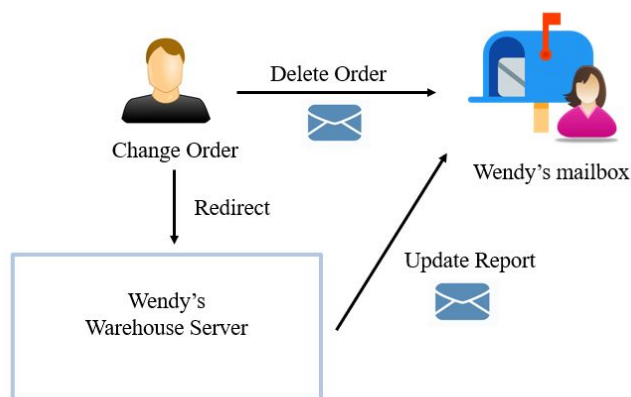 Delete Order
Change Order
Wendy’s mailbox
Redirect
Update Report
Wendy’s
Warehouse Server